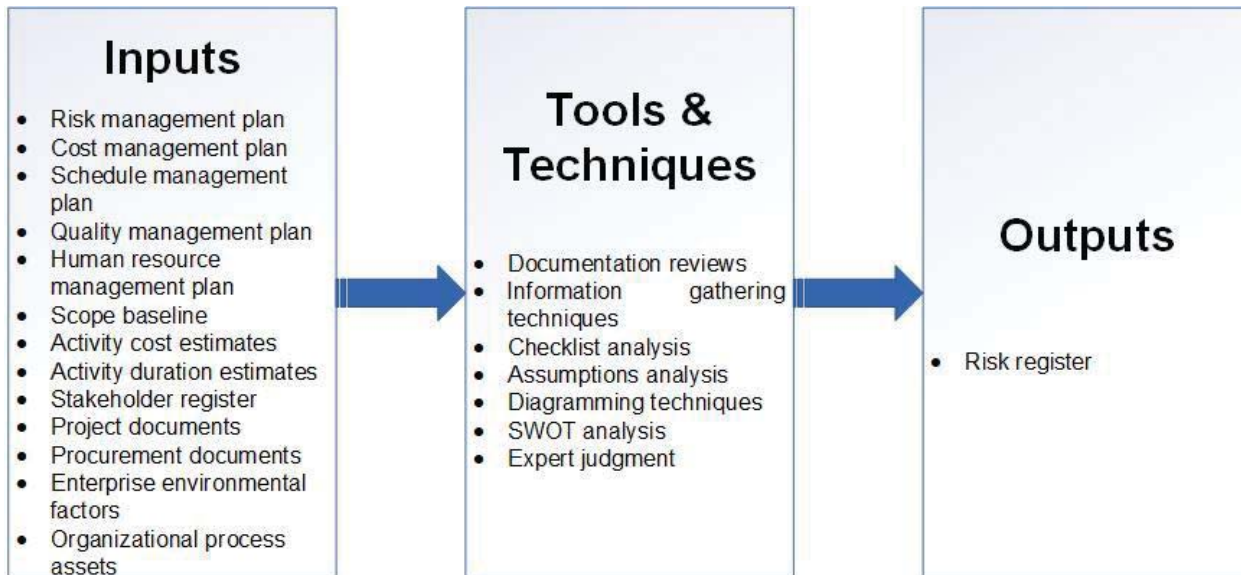 Inputs
• Risk management plan
• Cost management plan
• Schedule management
plan
• Quality management plan
• Human resource
management plan
• Scope baseline
• Activity cost estimates
• Activity duration estimates
• Stakeholder register
• Project documents
• Procurement documents
• Enterprise environmental
factors
• Organizational process
assets
Tools &
Techniques
• Documentation reviews
• Information gathering
techniques
• Checklist analysis
• Assumptions analysis
• Diagramming techniques
• SWOT analysis
• Expert judgment
Outputs
• Risk register